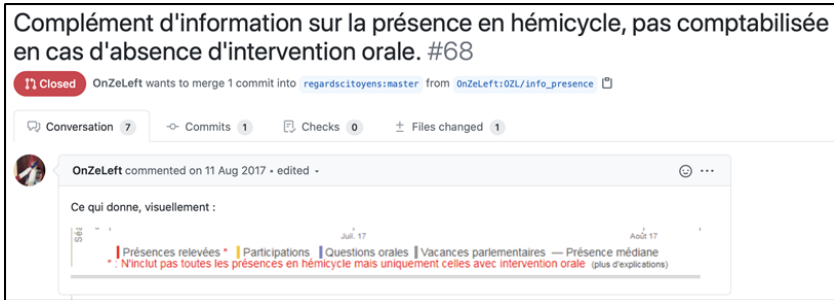 Complément d'information sur la présence en hémicycle, pas comptabilisée
en cas d'absence d'intervention orale. #68
Closed OnZeLeft wants to merge 1 commit into regardscitoyens:master from OnZeLeft:OZL/info_presence
Conversation 7 Commits 1 Checks 0 Files changed 1
OnZeLeft commented on 11 Aug 2017 • edited
Ce qui donne, visuellement :
Séa
Juil. 17 Août 17
Présences relevées * Participations Questions orales Vacances parlementaires — Présence médiane
* : N'inclut pas toutes les présences en hémicycle mais uniquement celles avec intervention orale (plus d'explications)